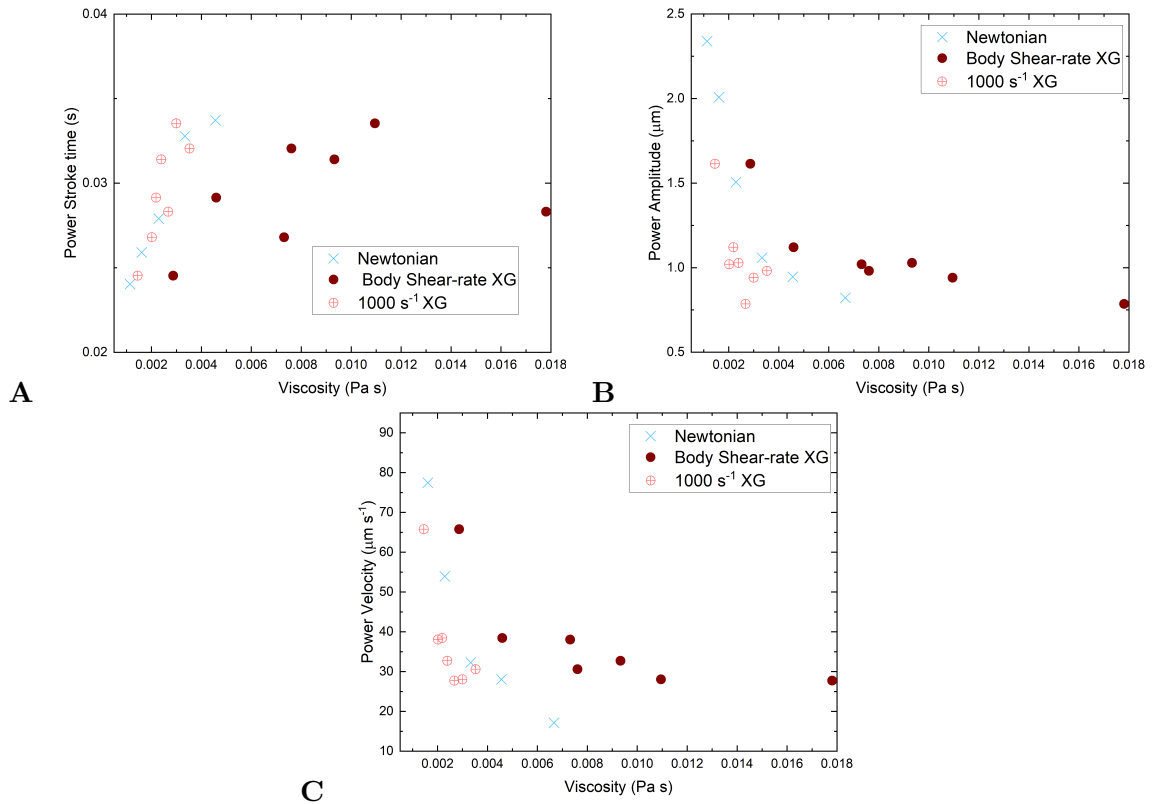 0.04
0.03
0.02
Power Stroke time (s)
Newtonian
Body Shear-rate XG
1000 s⁻¹ XG
0.002 0.004 0.006 0.008 0.010 0.012 0.014 0.016 0.018
Viscosity (Pa s)
A
2.5
2.0
1.5
1.0
0.5
Power Amplitude (μm)
Newtonian
Body Shear-rate XG
1000 s⁻¹ XG
0.002 0.004 0.006 0.008 0.010 0.012 0.014 0.016 0.018
Viscosity (Pa s)
B
90
80
70
60
50
40
30
20
10
Power Velocity (μm s⁻¹)
Newtonian
Body Shear-rate XG
1000 s⁻¹ XG
0.002 0.004 0.006 0.008 0.010 0.012 0.014 0.016 0.018
Viscosity (Pa s)
C